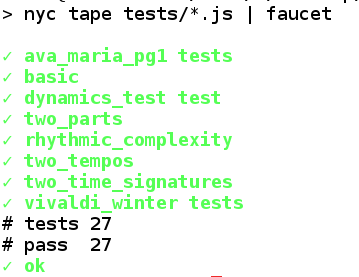 > nyc tape tests/*.js | faucet
✓ ava_maria_pg1 tests
✓ basic
✓ dynamics_test test
✓ two_parts
✓ rhythmic_complexity
✓ two_tempos
✓ two_time_signatures
✓ vivaldi_winter tests
# tests 27
# pass  27
✓ ok